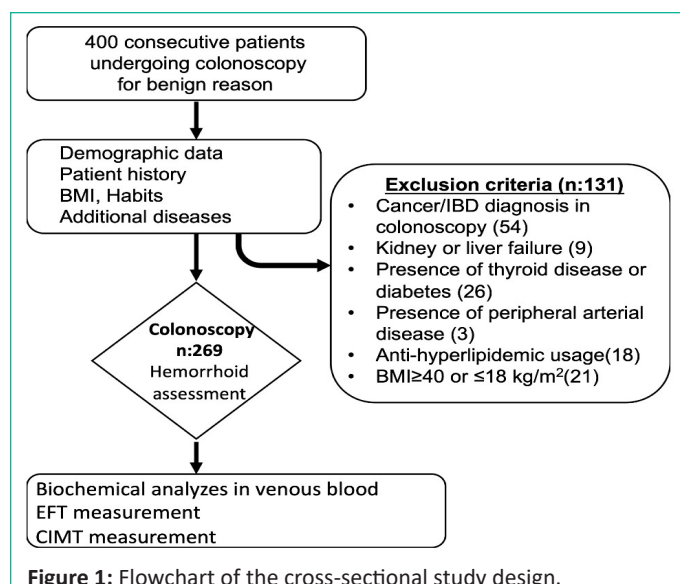 400 consecutive patients
undergoing colonoscopy
for benign reason
Demographic data
Patient history
BMI, Habits
Additional diseases
Exclusion criteria (n:131)
• Cancer/IBD diagnosis in
colonoscopy (54)
• Kidney or liver failure (9)
• Presence of thyroid disease or
diabetes (26)
• Presence of peripheral arterial
disease (3)
• Anti-hyperlipidemic usage(18)
• BMI≥40 or ≤18 kg/m²(21)
Colonoscopy
n:269
Hemorrhoid
assessment
Biochemical analyzes in venous blood
EFT measurement
CIMT measurement
Figure 1: Flowchart of the cross-sectional study design.